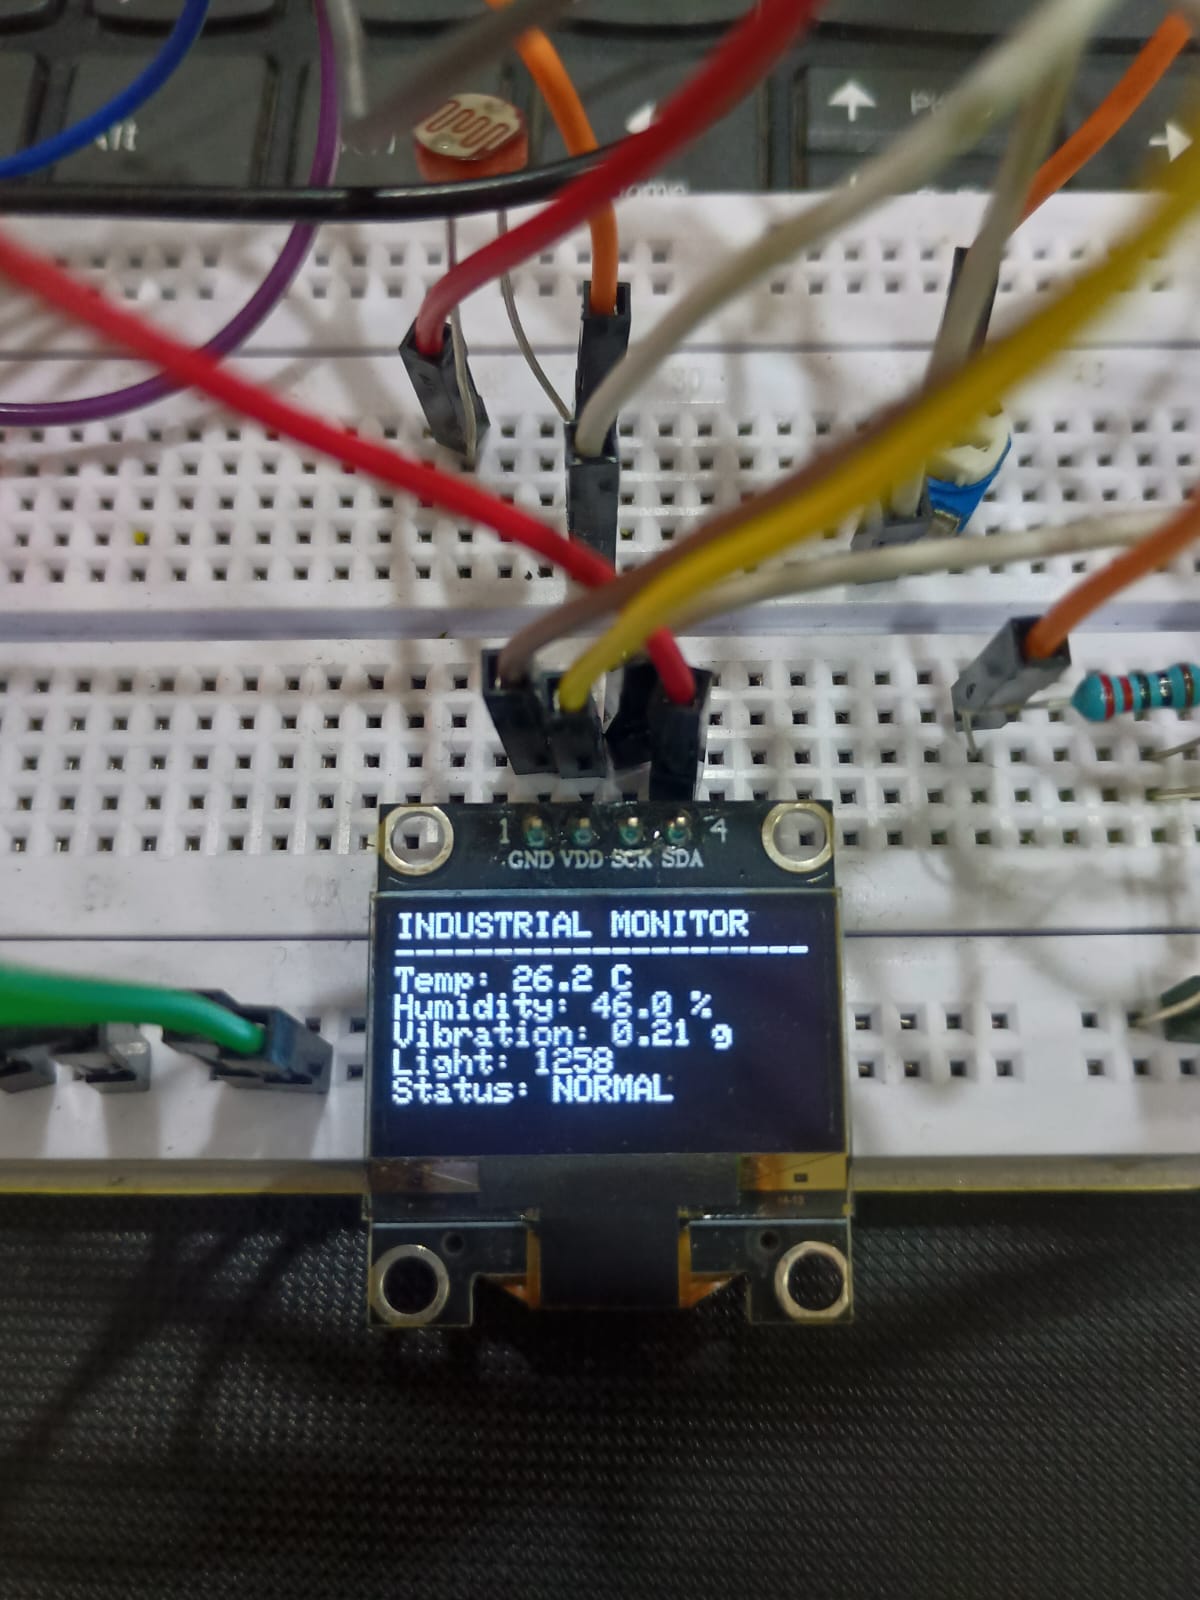 1 4
GND VDD SCK SDA
INDUSTRIAL MONITOR
---------------------
Temp: 26.2 C
Humidity: 46.0 %
Vibration: 0.21 g
Light: 1258
Status: NORMAL